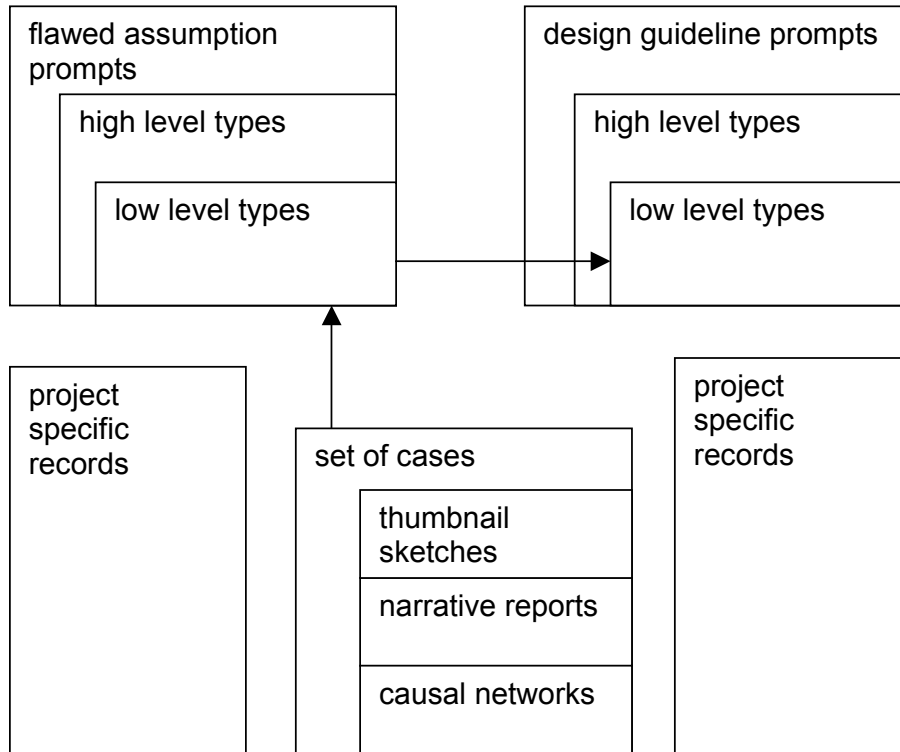 flawed assumption
prompts
high level types
low level types
design guideline prompts
high level types
low level types
project
specific
records
set of cases
thumbnail
sketches
narrative reports
causal networks
project
specific
records